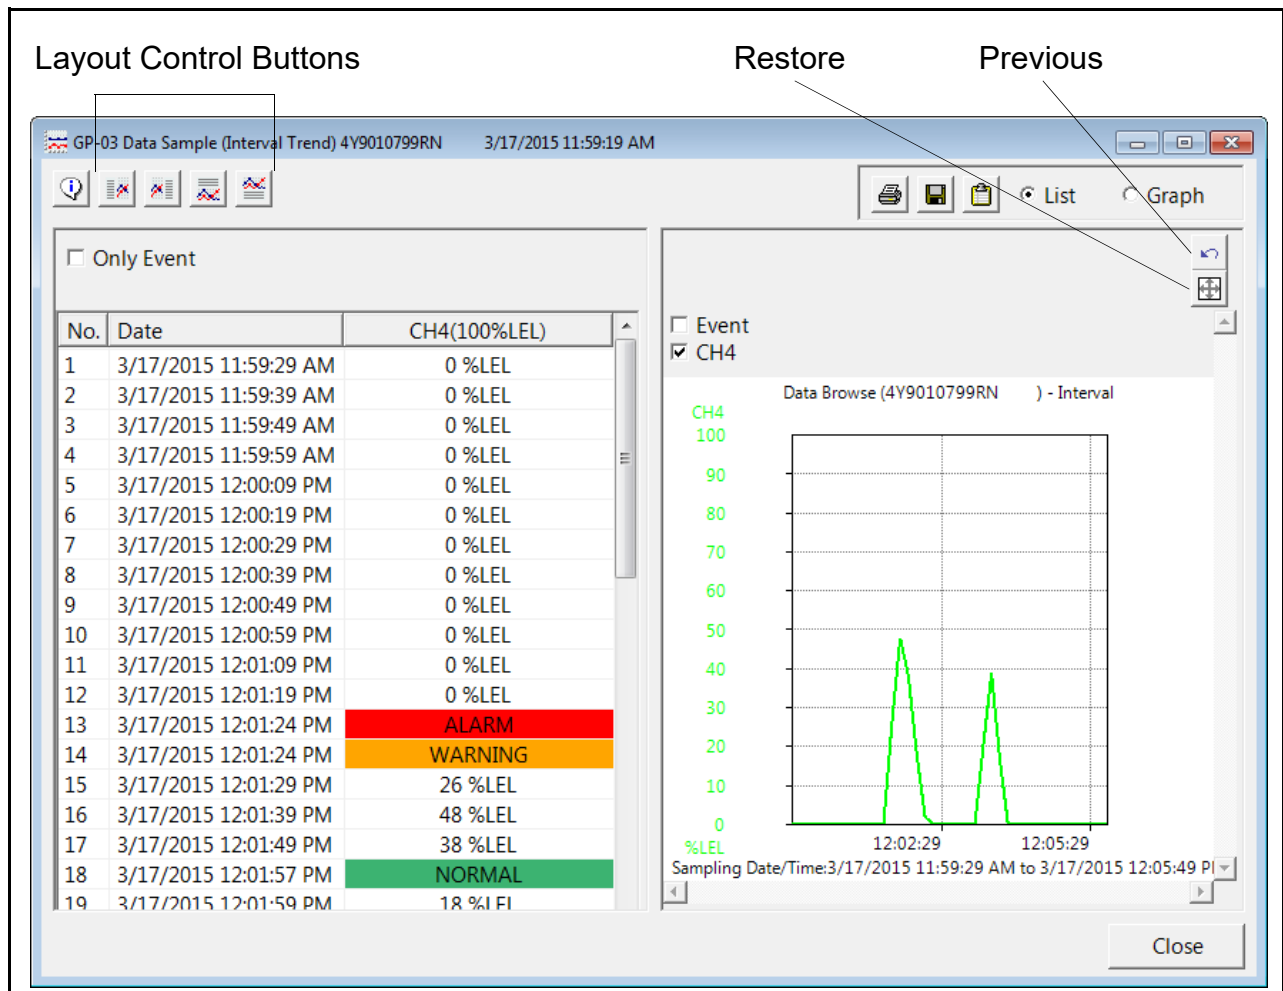 Layout Control Buttons
Restore
Previous
GP-03 Data Sample (Interval Trend) 4Y9010799RN 3/17/2015 11:59:19 AM
List
Graph
Only Event
No. Date CH4(100%LEL)
1 3/17/2015 11:59:29 AM 0 %LEL
2 3/17/2015 11:59:39 AM 0 %LEL
3 3/17/2015 11:59:49 AM 0 %LEL
4 3/17/2015 11:59:59 AM 0 %LEL
5 3/17/2015 12:00:09 PM 0 %LEL
6 3/17/2015 12:00:19 PM 0 %LEL
7 3/17/2015 12:00:29 PM 0 %LEL
8 3/17/2015 12:00:39 PM 0 %LEL
9 3/17/2015 12:00:49 PM 0 %LEL
10 3/17/2015 12:00:59 PM 0 %LEL
11 3/17/2015 12:01:09 PM 0 %LEL
12 3/17/2015 12:01:19 PM 0 %LEL
13 3/17/2015 12:01:24 PM ALARM
14 3/17/2015 12:01:24 PM WARNING
15 3/17/2015 12:01:29 PM 26 %LEL
16 3/17/2015 12:01:39 PM 48 %LEL
17 3/17/2015 12:01:49 PM 38 %LEL
18 3/17/2015 12:01:57 PM NORMAL
19 3/17/2015 12:01:59 PM 18 %LEL
Event
CH4
Data Browse (4Y9010799RN ) - Interval
CH4
100
90
80
70
60
50
40
30
20
10
0
%LEL
12:02:29 12:05:29
Sampling Date/Time:3/17/2015 11:59:29 AM to 3/17/2015 12:05:49 P
Close